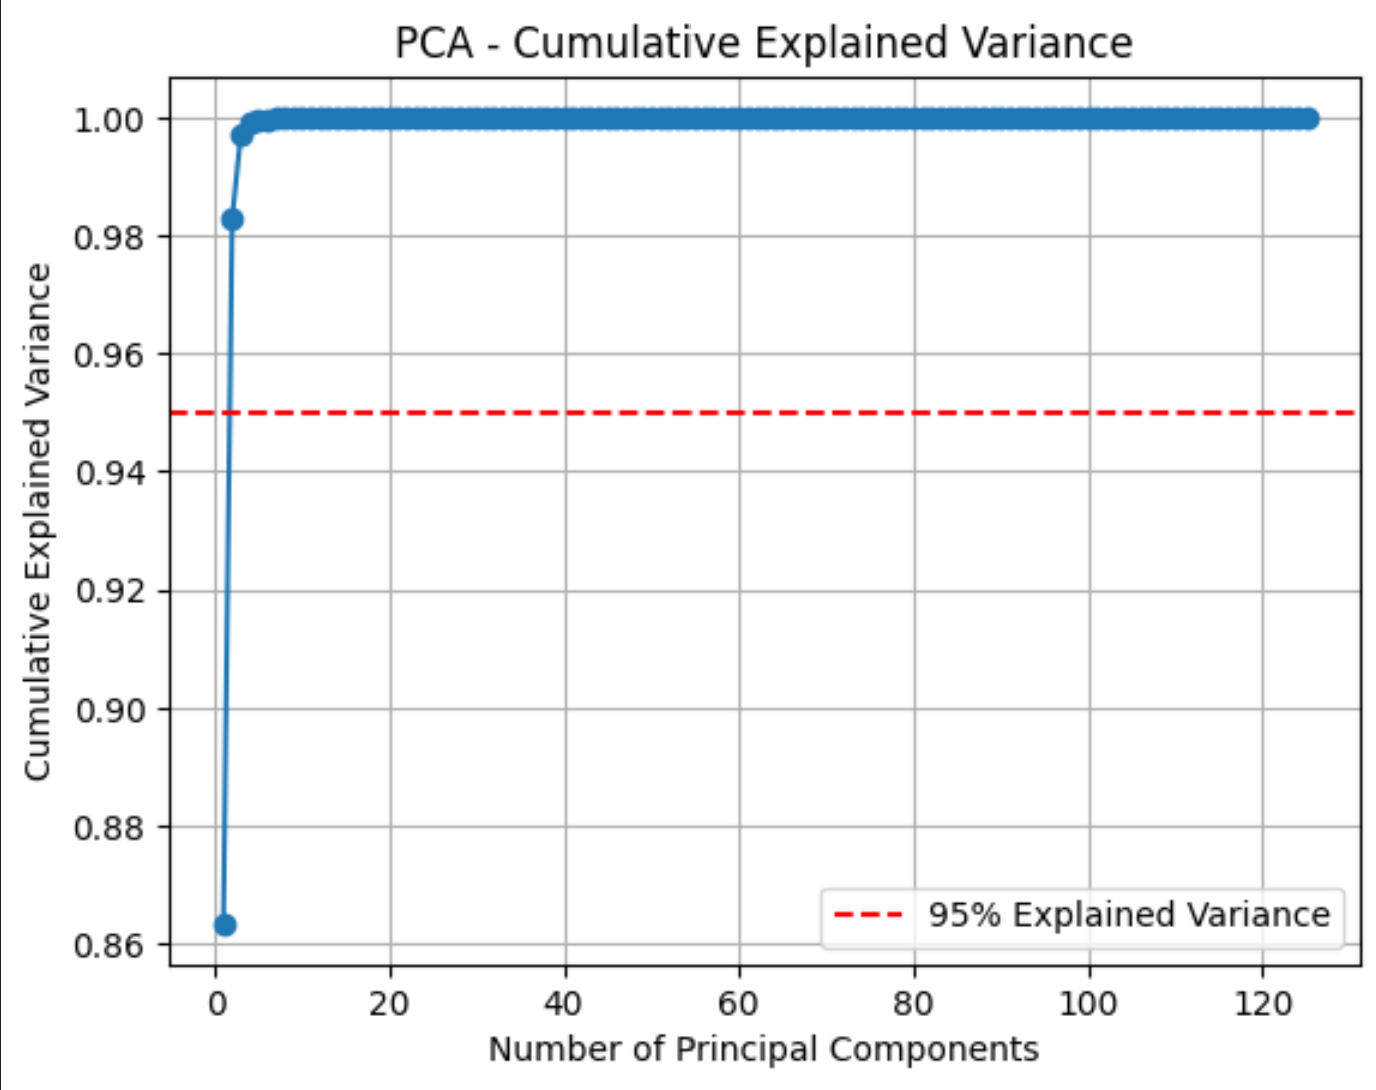 PCA - Cumulative Explained Variance
Cumulative Explained Variance
1.00
0.98
0.96
0.94
0.92
0.90
0.88
0.86
95% Explained Variance
0 20 40 60 80 100 120
Number of Principal Components